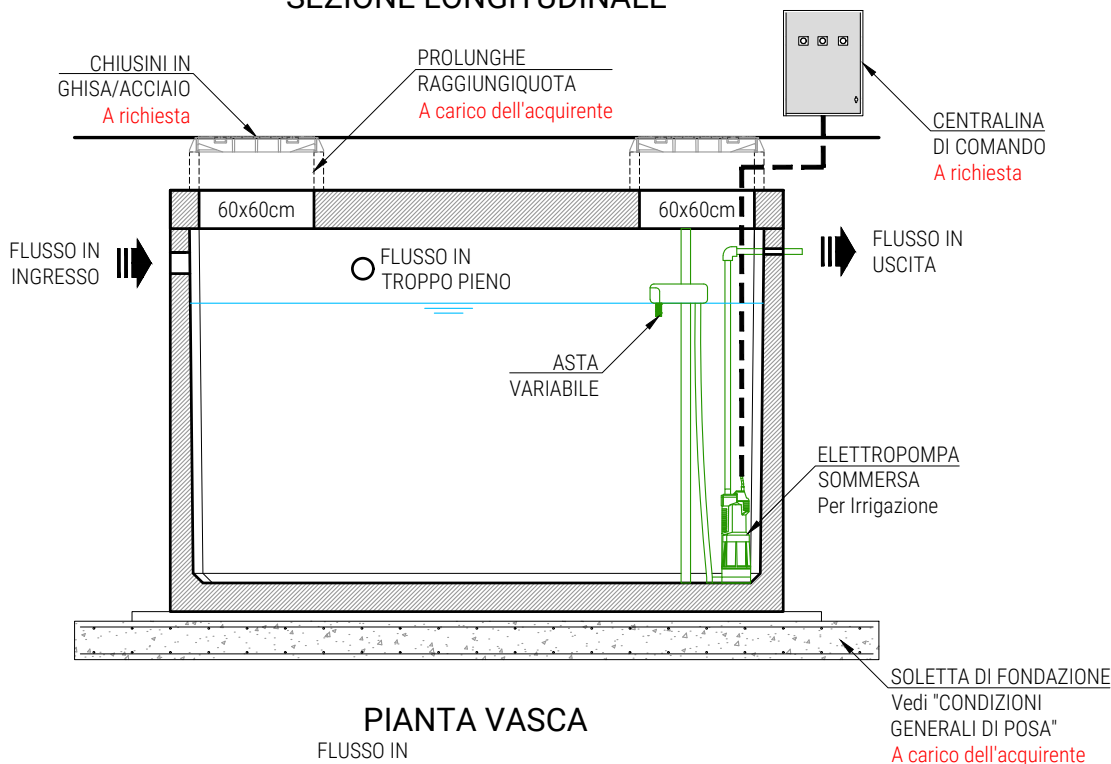 SEZIONE LONGITUDINALE
CHIUSINI IN
GHISA/ACCIAIO
A richiesta
PROLUNGHE
RAGGIUNGIQUOTA
A carico dell'acquirente
CENTRALINA
DI COMANDO
A richiesta
60x60cm
60x60cm
FLUSSO IN
INGRESSO
FLUSSO IN
TROPPO PIENO
FLUSSO IN
USCITA
ASTA
VARIABILE
ELETTROPOMPA
SOMMERSA
Per Irrigazione
SOLETTA DI FONDAZIONE
Vedi "CONDIZIONI
GENERALI DI POSA"
A carico dell'acquirente
PIANTA VASCA
FLUSSO IN